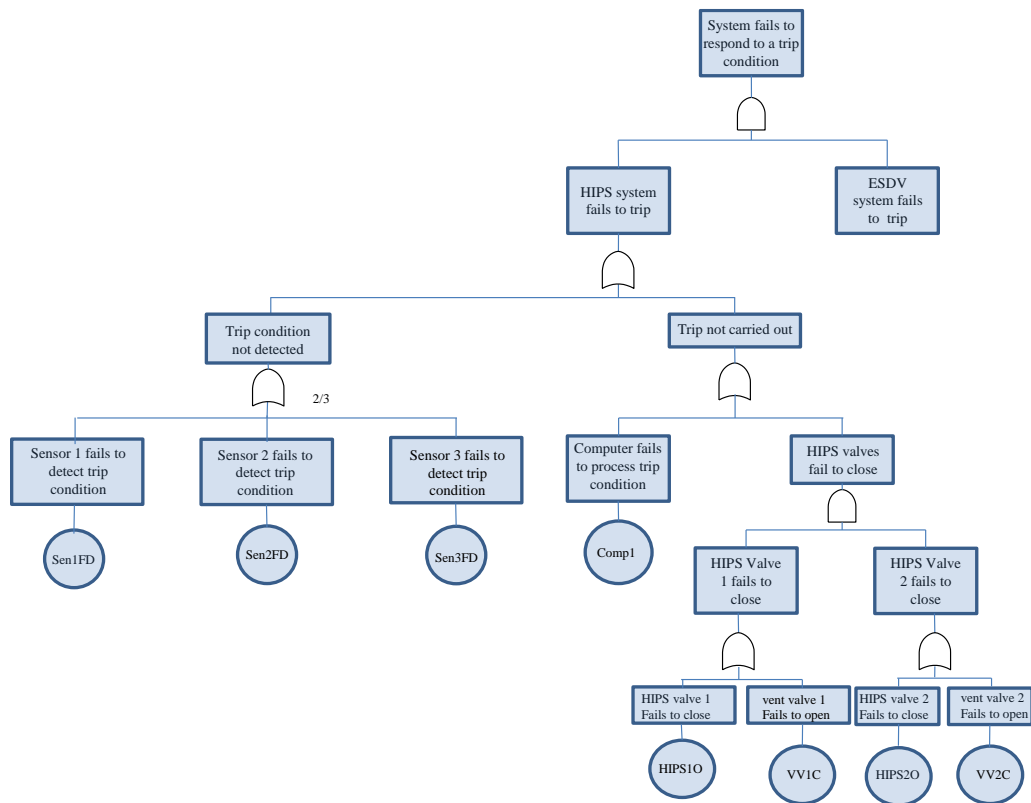 System fails to
respond to a trip
condition
HIPS system
fails to trip
ESDV
system fails
to trip
Trip condition
not detected
Trip not carried out
2/3
Sensor 1 fails to
detect trip
condition
Sensor 2 fails to
detect trip
condition
Sensor 3 fails to
detect trip
condition
Computer fails
to process trip
condition
HIPS valves
fail to close
Sen1FD
Sen2FD
Sen3FD
Comp1
HIPS Valve
1 fails to
close
HIPS Valve
2 fails to
close
HIPS valve 1
Fails to close
vent valve 1
Fails to open
HIPS valve 2
Fails to close
vent valve 2
Fails to open
HIPS1O
VV1C
HIPS2O
VV2C